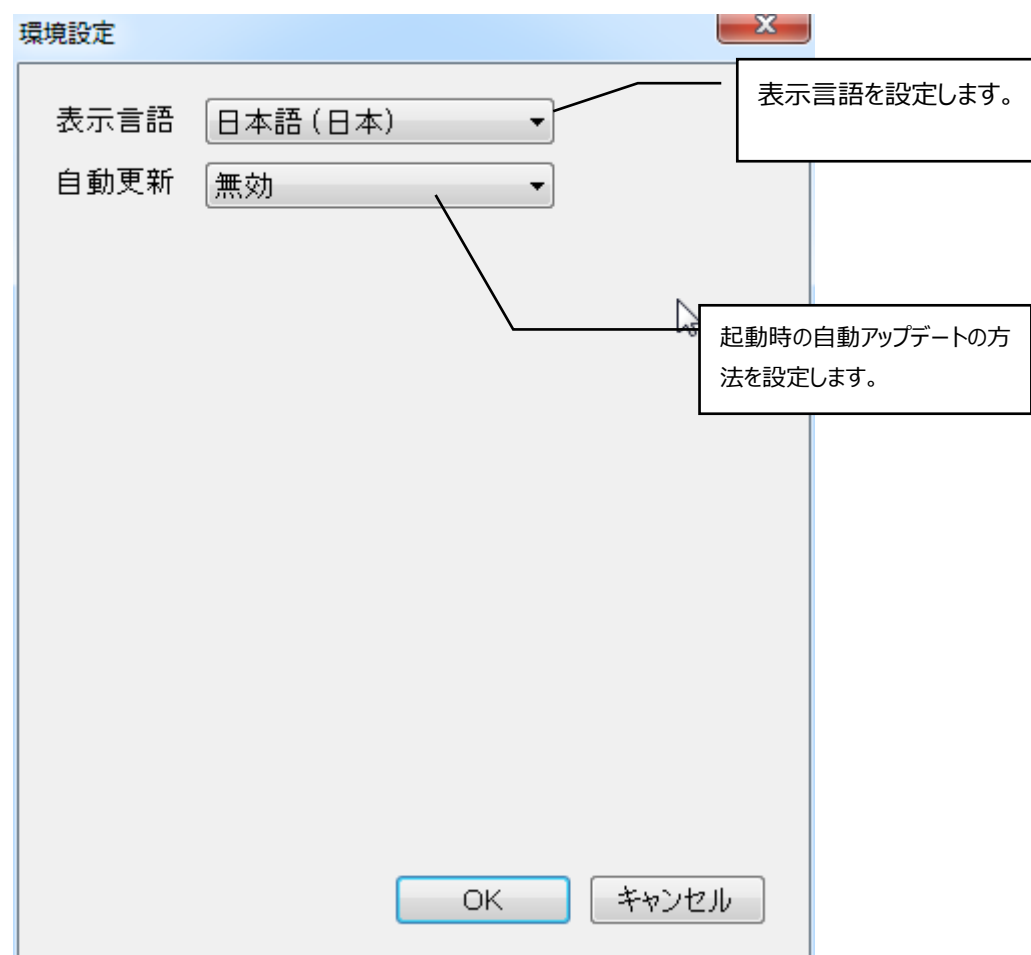 環境設定
表示言語を設定します。
表示言語 日本語(日本)
自動更新 無効
起動時の自動アップデートの方
法を設定します。
OK キャンセル